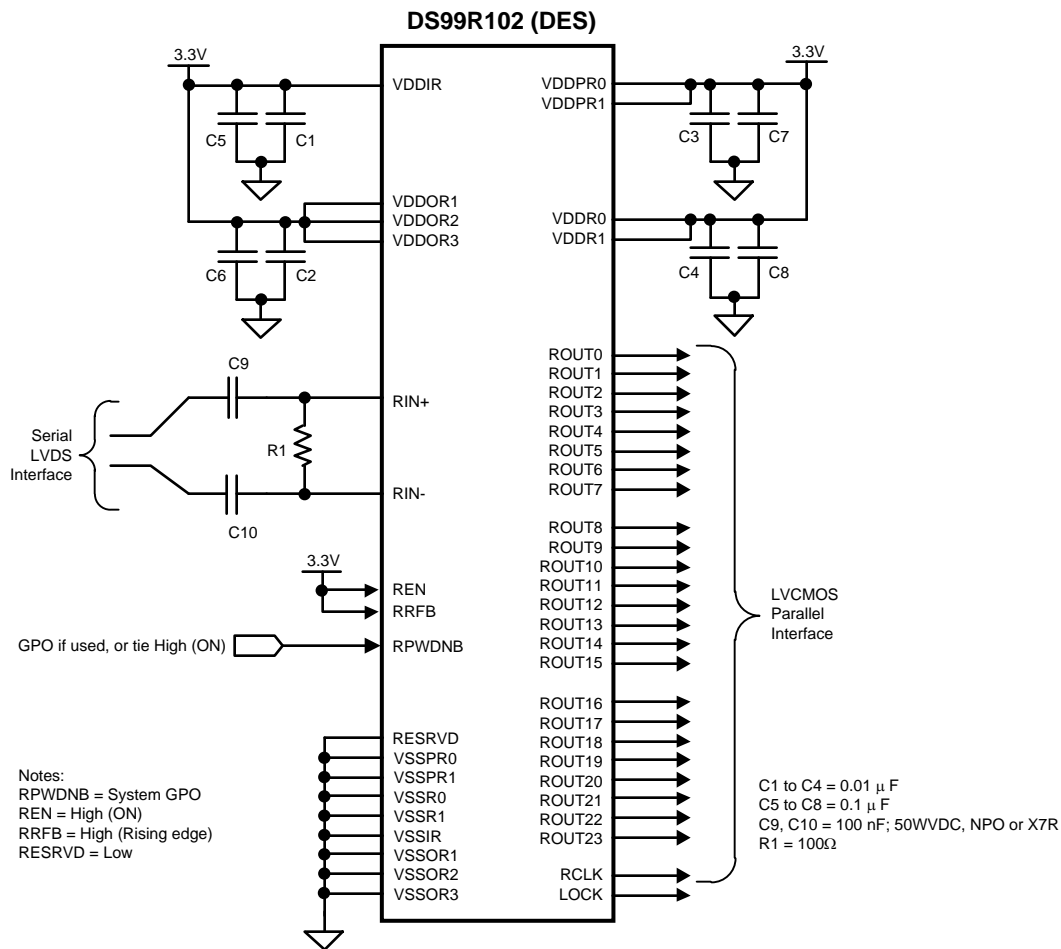 DS99R102 (DES)
3.3V
VDDIR
C5
C1
VDDOR1
VDDOR2
VDDOR3
C6
C2
C9
RIN+
Serial
LVDS
Interface
R1
RIN-
C10
3.3V
REN
RRFB
GPO if used, or tie High (ON)
RPWDNB
RESRVD
VSSPR0
VSSPR1
VSSR0
VSSR1
VSSIR
VSSOR1
VSSOR2
VSSOR3
Notes:
RPWDNB = System GPO
REN = High (ON)
RRFB = High (Rising edge)
RESRVD = Low
3.3V
VDDPR0
VDDPR1
C3
C7
VDDR0
VDDR1
C4
C8
ROUT0
ROUT1
ROUT2
ROUT3
ROUT4
ROUT5
ROUT6
ROUT7
ROUT8
ROUT9
ROUT10
ROUT11
ROUT12
ROUT13
ROUT14
ROUT15
ROUT16
ROUT17
ROUT18
ROUT19
ROUT20
ROUT21
ROUT22
ROUT23
RCLK
LOCK
LVCMOS
Parallel
Interface
C1 to C4 = 0.01 μ F
C5 to C8 = 0.1 μ F
C9, C10 = 100 nF; 50WVDC, NPO or X7R
R1 = 100Ω